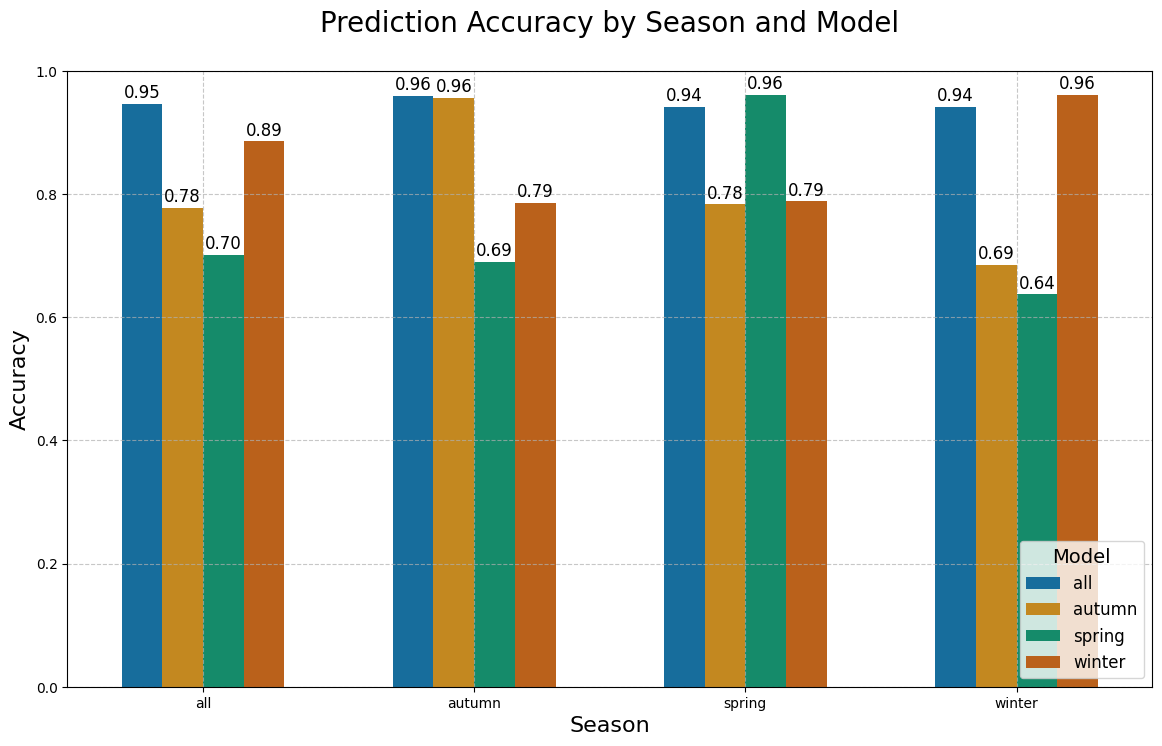 Prediction Accuracy by Season and Model
Accuracy
1.0
0.8
0.6
0.4
0.2
0.0
0.95
0.78
0.70
0.89
0.96
0.96
0.69
0.79
0.94
0.78
0.96
0.79
0.94
0.69
0.64
0.96
Model
all
autumn
spring
winter
all
autumn
spring
winter
Season